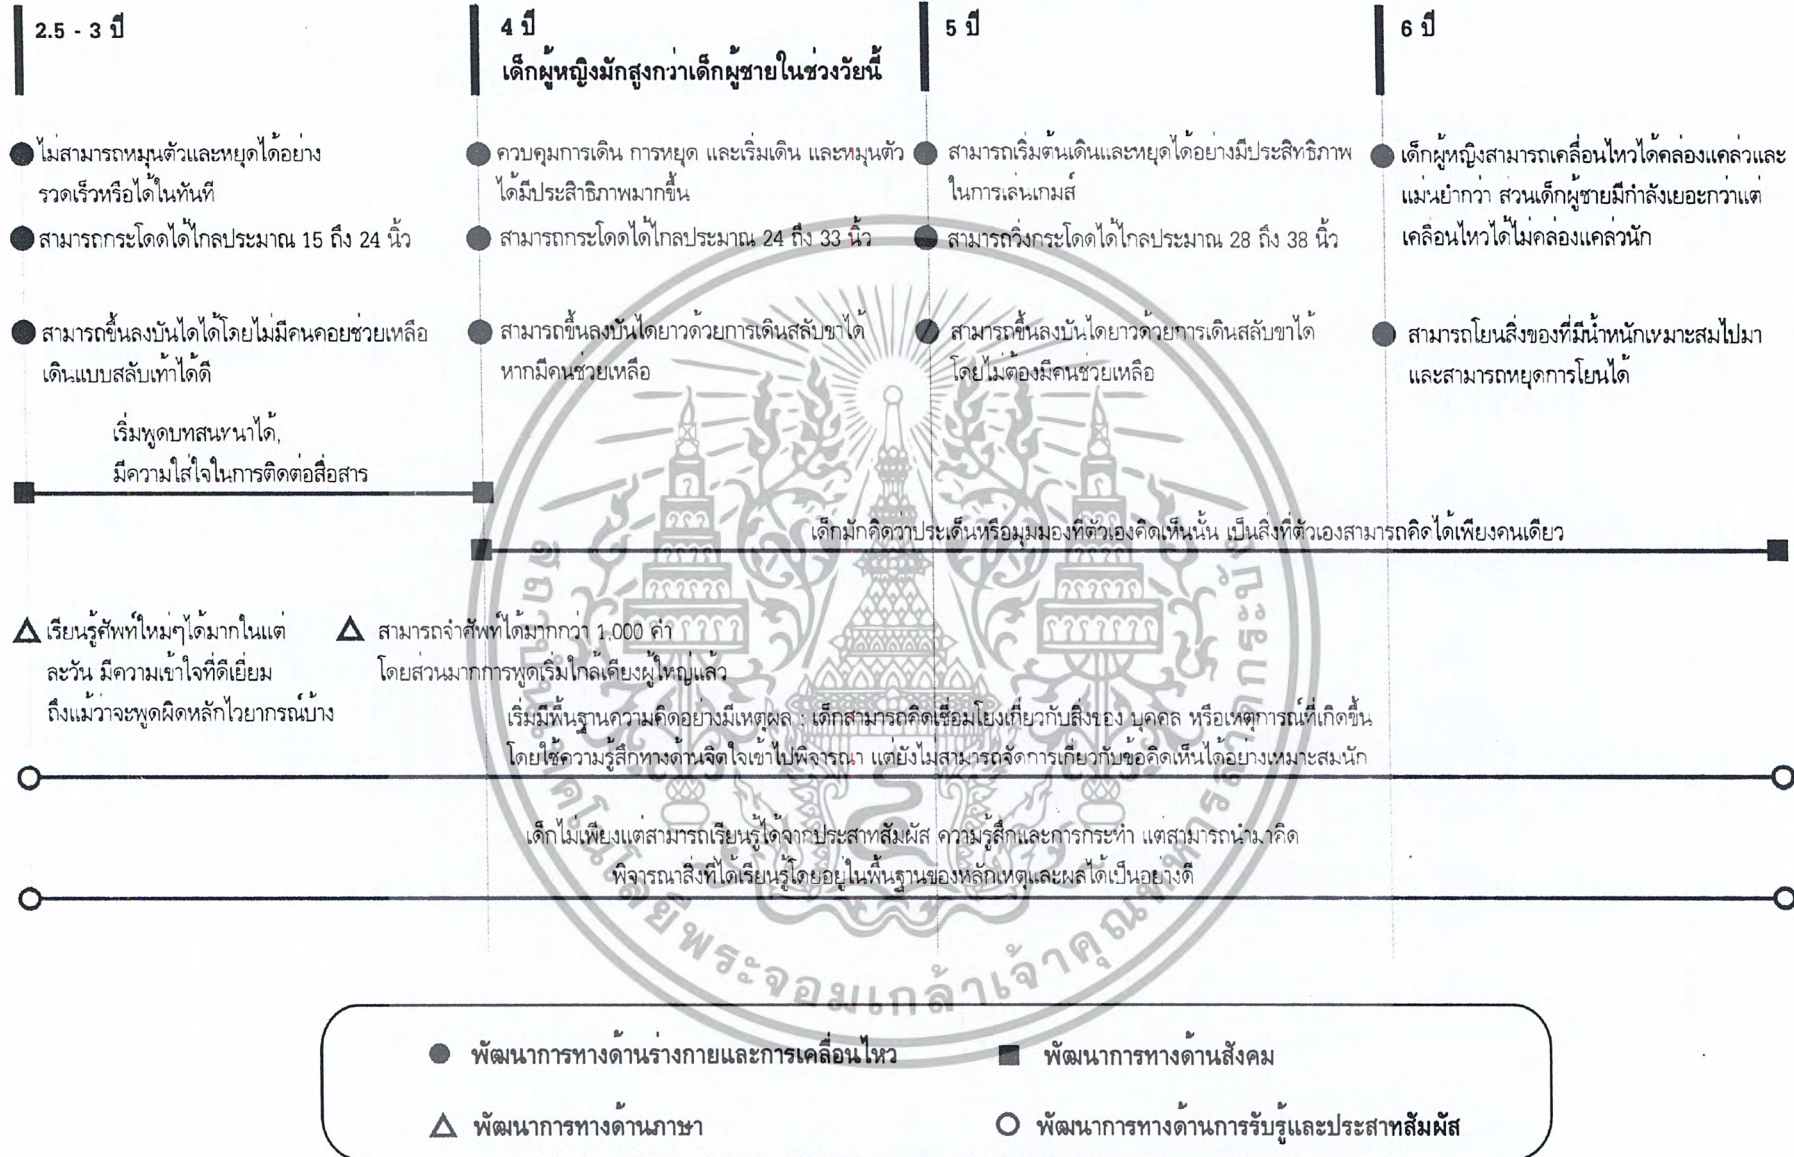 2.5 - 3 ปี
4 ปี
เด็กผู้หญิงมักสูงกว่าเด็กผู้ชายในช่วงวัยนี้
5 ปี
6 ปี
ไม่สามารถหมุนตัวและหยุดได้อย่าง
รวดเร็วหรือได้ในทันที
สามารถกระโดดได้ไกลประมาณ 15 ถึง 24 นิ้ว
สามารถขึ้นลงบันไดได้โดยไม่มีคนคอยช่วยเหลือ
เดินแบบสลับเท้าได้ดี
ควบคุมการเดิน การหยุด และเริ่มเดิน และหมุนตัว
ได้มีประสิทธิภาพมากขึ้น
สามารถกระโดดได้ไกลประมาณ 24 ถึง 33 นิ้ว
สามารถขึ้นลงบันไดยาวด้วยการเดินสลับขาได้
หากมีคนช่วยเหลือ
สามารถเริ่มต้นเดินและหยุดได้อย่างมีประสิทธิภาพ
ในการเล่นเกมส์
สามารถวิ่งกระโดดได้ไกลประมาณ 28 ถึง 38 นิ้ว
สามารถขึ้นลงบันไดยาวด้วยการเดินสลับขาได้
โดยไม่ต้องมีคนช่วยเหลือ
เด็กผู้หญิงสามารถเคลื่อนไหวได้คล่องแคล่วและ
แม่นยำกว่า ส่วนเด็กผู้ชายมีกำลังเยอะกว่าแต่
เคลื่อนไหวได้ไม่คล่องแคล่วนัก
สามารถโยนสิ่งของที่มีน้ำหนักเหมาะสมไปมา
และสามารถหยุดการโยนได้
เริ่มพูดบทสนทนาได้,
มีความใส่ใจในการติดต่อสื่อสาร
เด็กมักคิดว่าประเด็นหรือมุมมองที่ตัวเองคิดเห็นนั้น เป็นสิ่งที่ตัวเองสามารถคิดได้เพียงคนเดียว
เรียนรู้ศัพท์ใหม่ๆได้มากในแต่
ละวัน มีความเข้าใจที่ดีเยี่ยม
ถึงแม้ว่าจะพูดผิดหลักไวยากรณ์บ้าง
สามารถจำศัพท์ได้มากกว่า 1,000 คำ
โดยส่วนมากการพูดเริ่มใกล้เคียงผู้ใหญ่แล้ว
เริ่มมีพื้นฐานความคิดอย่างมีเหตุผล : เด็กสามารถคิดเชื่อมโยงเกี่ยวกับสิ่งของ บุคคล หรือเหตุการณ์ที่เกิดขึ้น
โดยใช้ความรู้สึกทางด้านจิตใจเข้าไปพิจารณา แต่ยังไม่สามารถจัดการเกี่ยวกับข้อคิดเห็นได้อย่างเหมาะสมนัก
เด็กไม่เพียงแต่สามารถเรียนรู้ได้จากประสาทสัมผัส ความรู้สึกและการกระทำ แต่สามารถนำมาคิด
พิจารณาสิ่งที่ได้เรียนรู้โดยอยู่ในพื้นฐานของหลักเหตุและผลได้เป็นอย่างดี
สถาบันเทคโนโลยีพระจอมเกล้าเจ้าคุณทหารลาดกระบัง
พัฒนาการทางด้านร่างกายและการเคลื่อนไหว
พัฒนาการทางด้านสังคม
พัฒนาการทางด้านภาษา
พัฒนาการทางด้านการรับรู้และประสาทสัมผัส